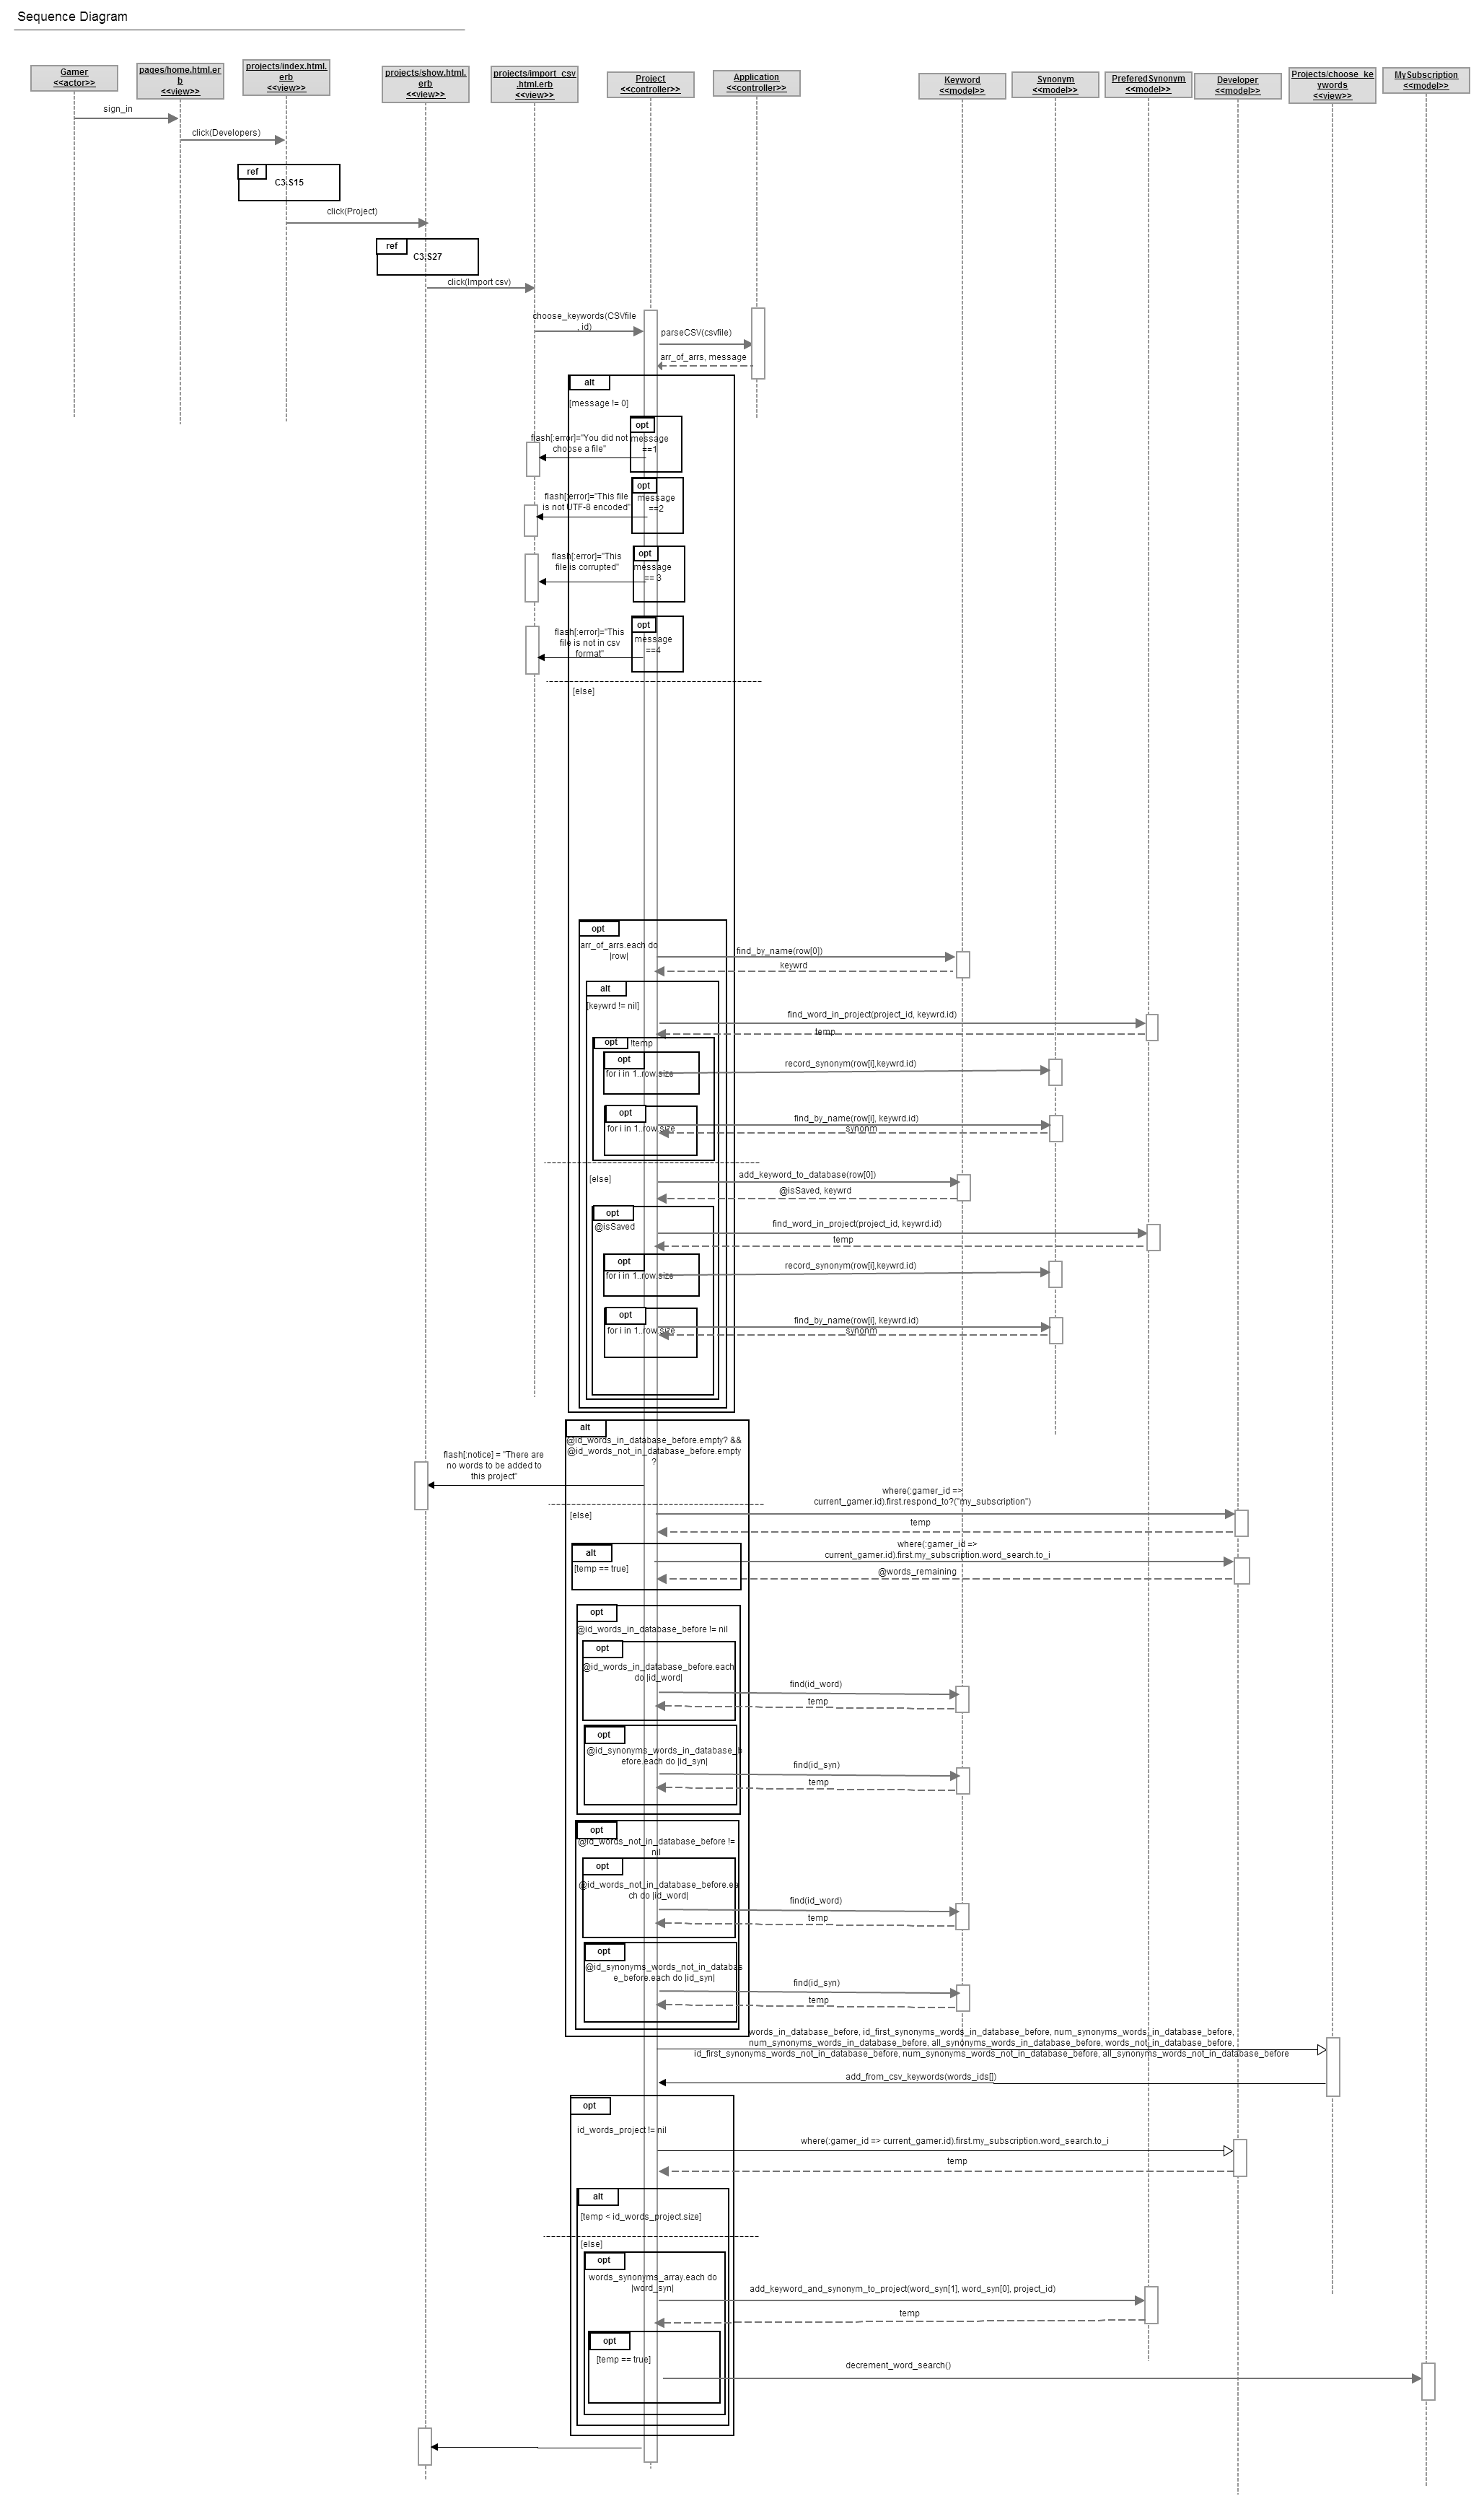 Sequence Diagram
Gamer
<<actor>>
pages/home.html.er
b
<<view>>
projects/index.html.
erb
<<view>>
projects/show.html.
erb
<<view>>
projects/import_csv
.html.erb
<<view>>
Project
<<controller>>
Application
<<controller>>
Keyword
<<model>>
Synonym
<<model>>
PreferedSynonym
<<model>>
Developer
<<model>>
Projects/choose_ke
ywords
<<view>>
MySubscription
<<model>>
sign_in
click(Developers)
ref
C3.S15
click(Project)
ref
C3.S27
click(Import csv)
choose_keywords(CSVfile
, id)
parseCSV(csvfile)
arr_of_arrs, message
alt
[message != 0]
opt
message
==1
flash[:error]="You did not
choose a file"
opt
message
==2
flash[:error]="This file
is not UTF-8 encoded"
opt
message
== 3
flash[:error]="This
file is corrupted"
opt
message
==4
flash[:error]="This
file is not in csv
format"
[else]
opt
arr_of_arrs.each do
|row|
find_by_name(row[0])
keywrd
alt
[keywrd != nil]
find_word_in_project(project_id, keywrd.id)
temp
opt
!temp
opt
for i in 1..row.size
record_synonym(row[i],keywrd.id)
opt
for i in 1..row.size
find_by_name(row[i], keywrd.id)
synonm
[else]
add_keyword_to_database(row[0])
@isSaved, keywrd
opt
@isSaved
find_word_in_project(project_id, keywrd.id)
temp
opt
for i in 1..row.size
record_synonym(row[i],keywrd.id)
opt
for i in 1..row.size
find_by_name(row[i], keywrd.id)
synonm
alt
@id_words_in_database_before.empty? &&
@id_words_not_in_database_before.empty
?
flash[:notice] = "There are
no words to be added to
this project"
[else]
where(:gamer_id =>
current_gamer.id).first.respond_to?("my_subscription")
temp
alt
[temp == true]
where(:gamer_id =>
current_gamer.id).first.my_subscription.word_search.to_i
@words_remaining
opt
@id_words_in_database_before != nil
opt
@id_words_in_database_before.each
do |id_word|
find(id_word)
temp
opt
@id_synonyms_words_in_database_b
efore.each do |id_syn|
find(id_syn)
temp
opt
@id_words_not_in_database_before !=
nil
opt
@id_words_not_in_database_before.ea
ch do |id_word|
find(id_word)
temp
opt
@id_synonyms_words_not_in_databas
e_before.each do |id_syn|
find(id_syn)
temp
words_in_database_before, id_first_synonyms_words_in_database_before, num_synonyms_words_in_database_before,
num_synonyms_words_in_database_before, all_synonyms_words_in_database_before, words_not_in_database_before,
id_first_synonyms_words_not_in_database_before, num_synonyms_words_not_in_database_before, all_synonyms_words_not_in_database_before
add_from_csv_keywords(words_ids[])
opt
id_words_project != nil
where(:gamer_id => current_gamer.id).first.my_subscription.word_search.to_i
temp
alt
[temp < id_words_project.size]
[else]
opt
words_synonyms_array.each do
|word_syn|
add_keyword_and_synonym_to_project(word_syn[1], word_syn[0], project_id)
temp
opt
[temp == true]
decrement_word_search()